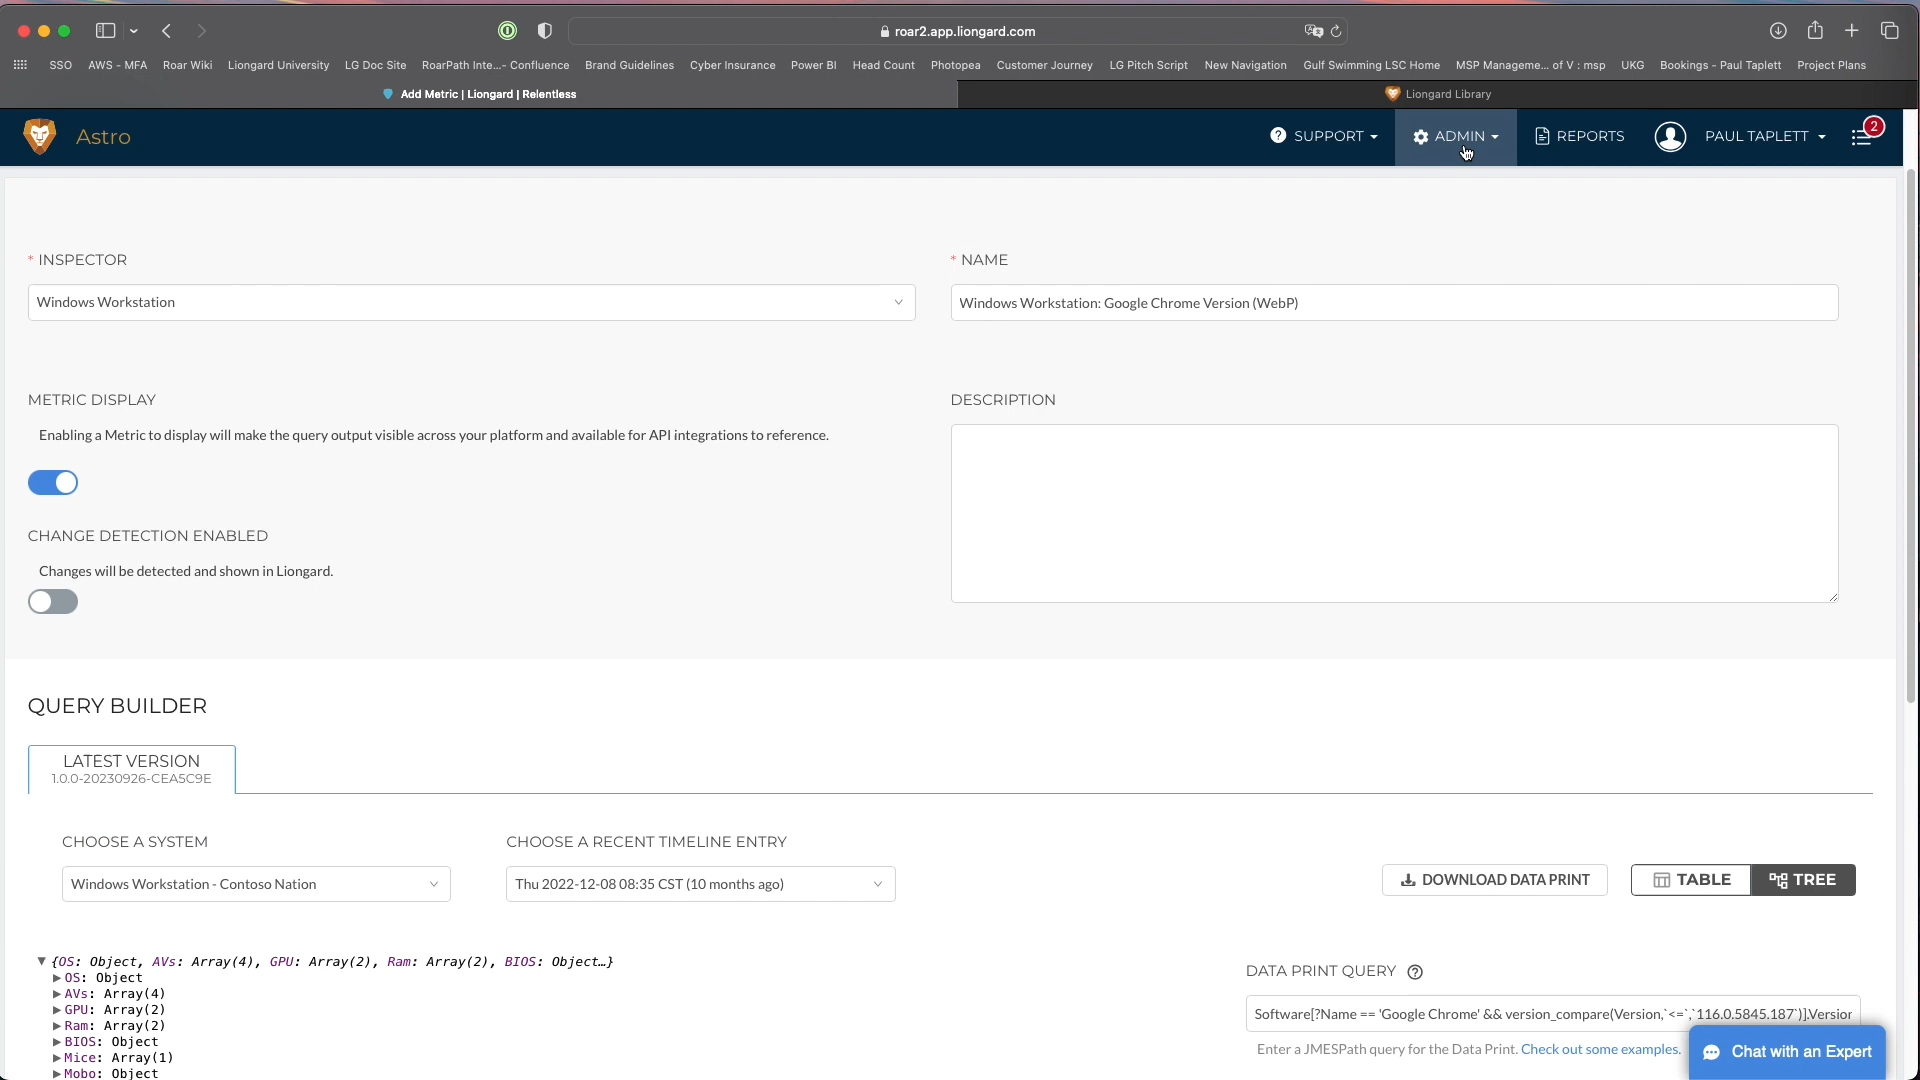 roar2.app.liongard.com
SSO AWS - MFA Roar Wiki Liongard University LG Doc Site RoarPath Inte...- Confluence Brand Guidelines Cyber Insurance Power BI Head Count Photopea Customer Journey LG Pitch Script New Navigation Gulf Swimming LSC Home MSP Manageme... of V : msp UKG Bookings - Paul Taplett Project Plans
Add Metric | Liongard | Relentless Liongard Library
Astro SUPPORT ADMIN REPORTS PAUL TAPLETT 2
* INSPECTOR
Windows Workstation
* NAME
Windows Workstation: Google Chrome Version (WebP)
METRIC DISPLAY
Enabling a Metric to display will make the query output visible across your platform and available for API integrations to reference.
DESCRIPTION
CHANGE DETECTION ENABLED
Changes will be detected and shown in Liongard.
QUERY BUILDER
LATEST VERSION
1.0.0-20230926-CEA5C9E
CHOOSE A SYSTEM
Windows Workstation - Contoso Nation
CHOOSE A RECENT TIMELINE ENTRY
Thu 2022-12-08 08:35 CST (10 months ago)
DOWNLOAD DATA PRINT TABLE TREE
▼ {OS: Object, AVs: Array(4), GPU: Array(2), Ram: Array(2), BIOS: Object…}
▶ OS: Object
▶ AVs: Array(4)
▶ GPU: Array(2)
▶ Ram: Array(2)
▶ BIOS: Object
▶ Mice: Array(1)
▶ Mobo: Object
DATA PRINT QUERY ?
Software[?Name == 'Google Chrome' && version_compare(Version,`<=`,`116.0.5845.187`)].Version
Enter a JMESPath query for the Data Print. Check out some examples.
Chat with an Expert